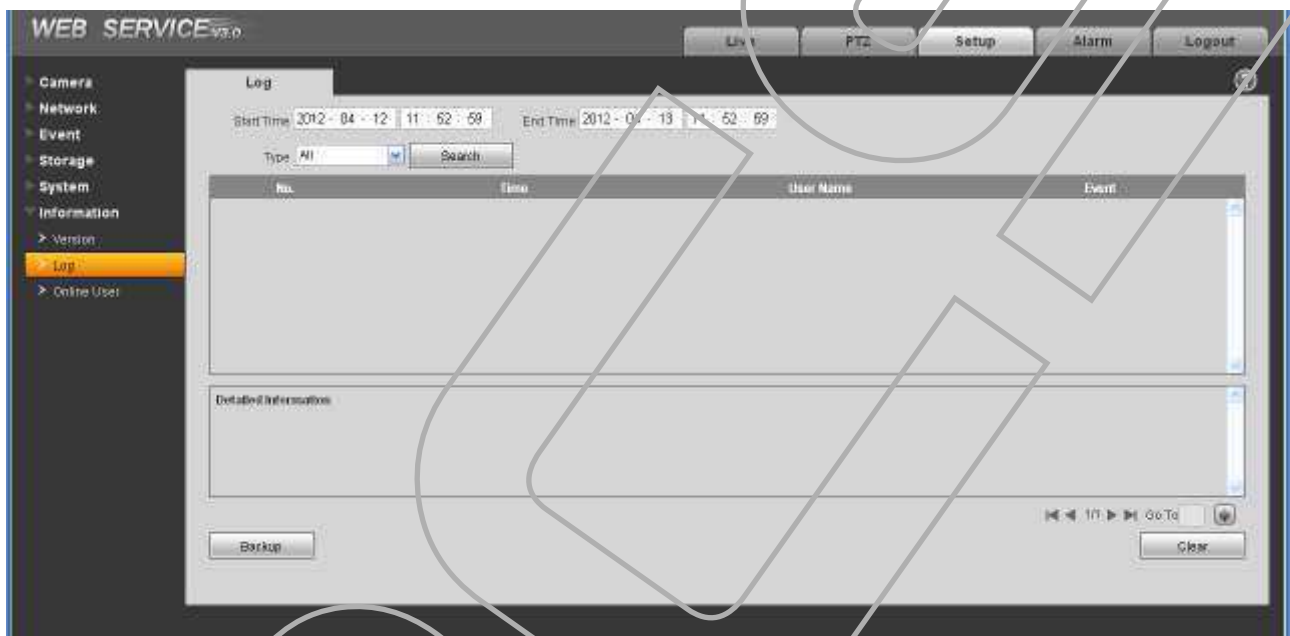 WEB SERVICE V3.0
Live PTZ Setup Alarm Logout
Camera
Network
Event
Storage
System
Information
> Version
> Log
> Online User
Log
Start Time 2012 - 04 - 12 11 : 52 : 59 End Time 2012 - - 13 : 52 : 59
Type All Search
No. Time User Name Event
Detailed Information
1/1 Go To
Backup Clear